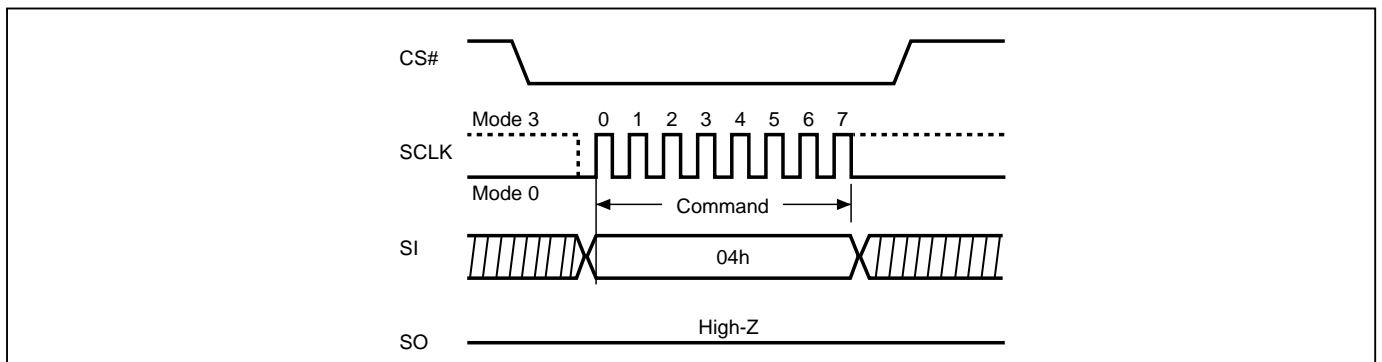 CS#
Mode 3
0 1 2 3 4 5 6 7
SCLK
Mode 0
Command
SI
04h
High-Z
SO